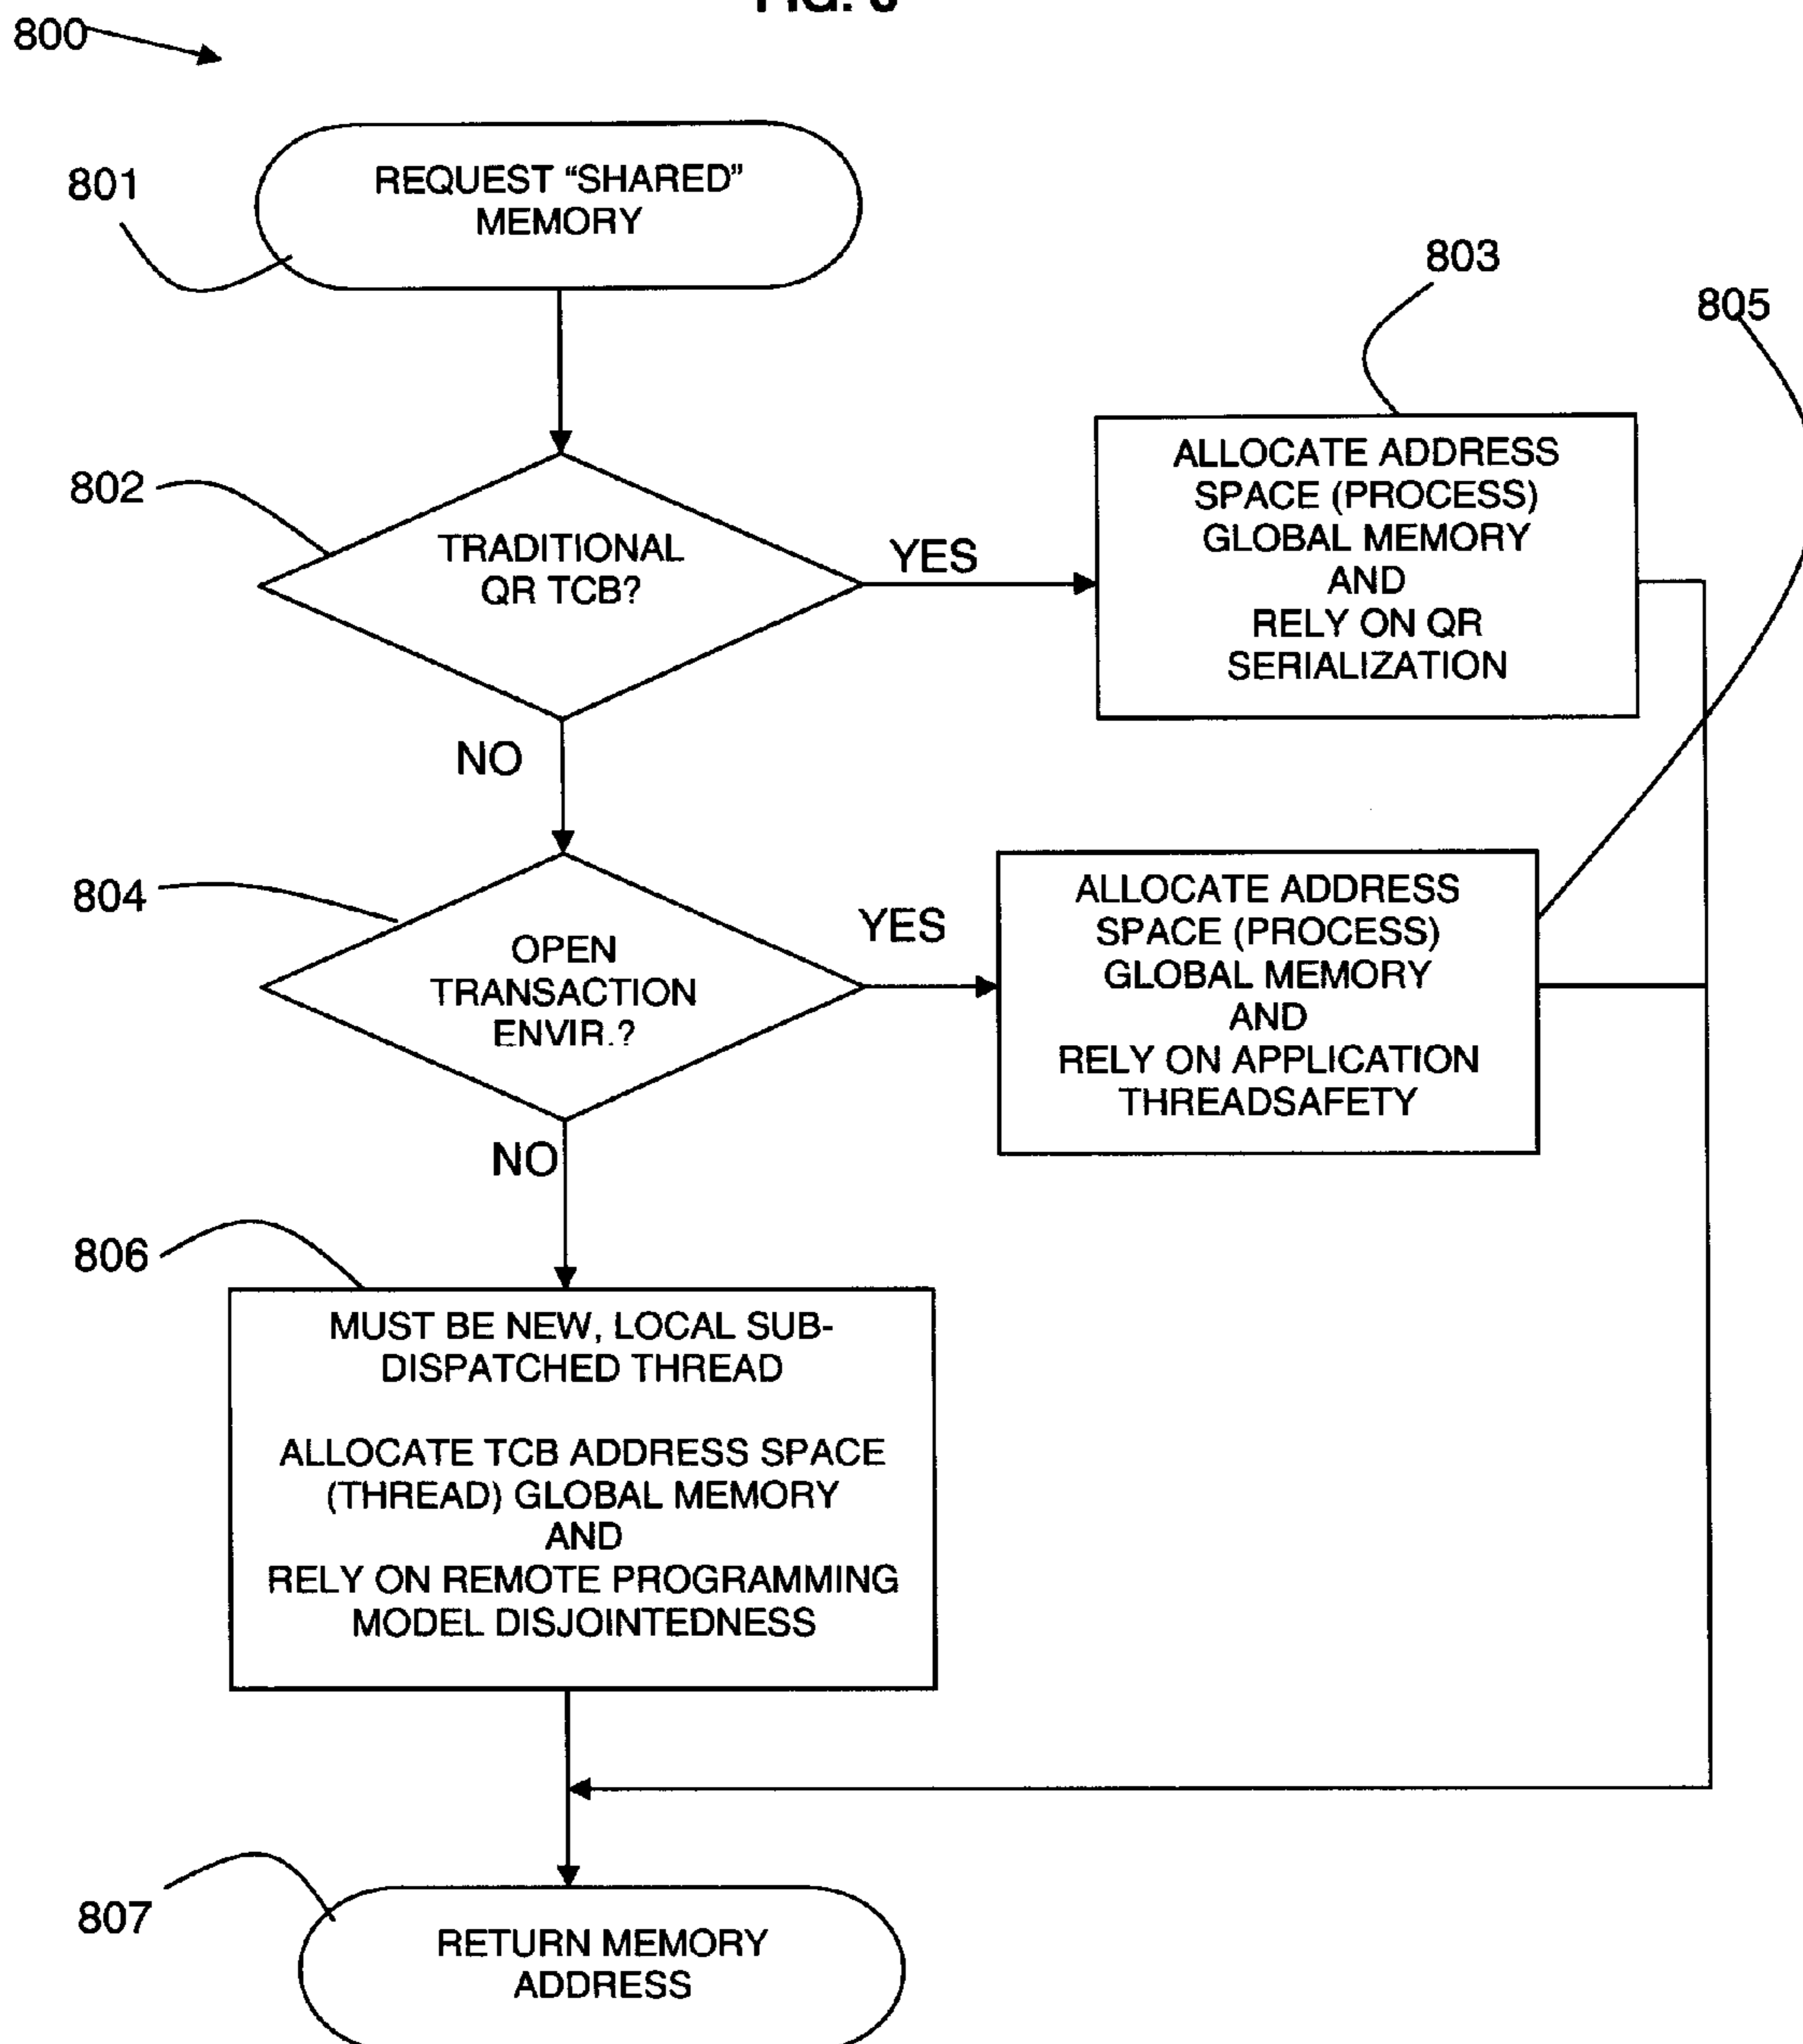 800
801
REQUEST “SHARED”
MEMORY
803
805
802
TRADITIONAL
QR TCB?
YES
ALLOCATE ADDRESS
SPACE (PROCESS)
GLOBAL MEMORY
AND
RELY ON QR
SERIALIZATION
NO
804
OPEN
TRANSACTION
ENVIR.?
YES
ALLOCATE ADDRESS
SPACE (PROCESS)
GLOBAL MEMORY
AND
RELY ON APPLICATION
THREADSAFETY
NO
806
MUST BE NEW, LOCAL SUB-
DISPATCHED THREAD
ALLOCATE TCB ADDRESS SPACE
(THREAD) GLOBAL MEMORY
AND
RELY ON REMOTE PROGRAMMING
MODEL DISJOINTEDNESS
807
RETURN MEMORY
ADDRESS